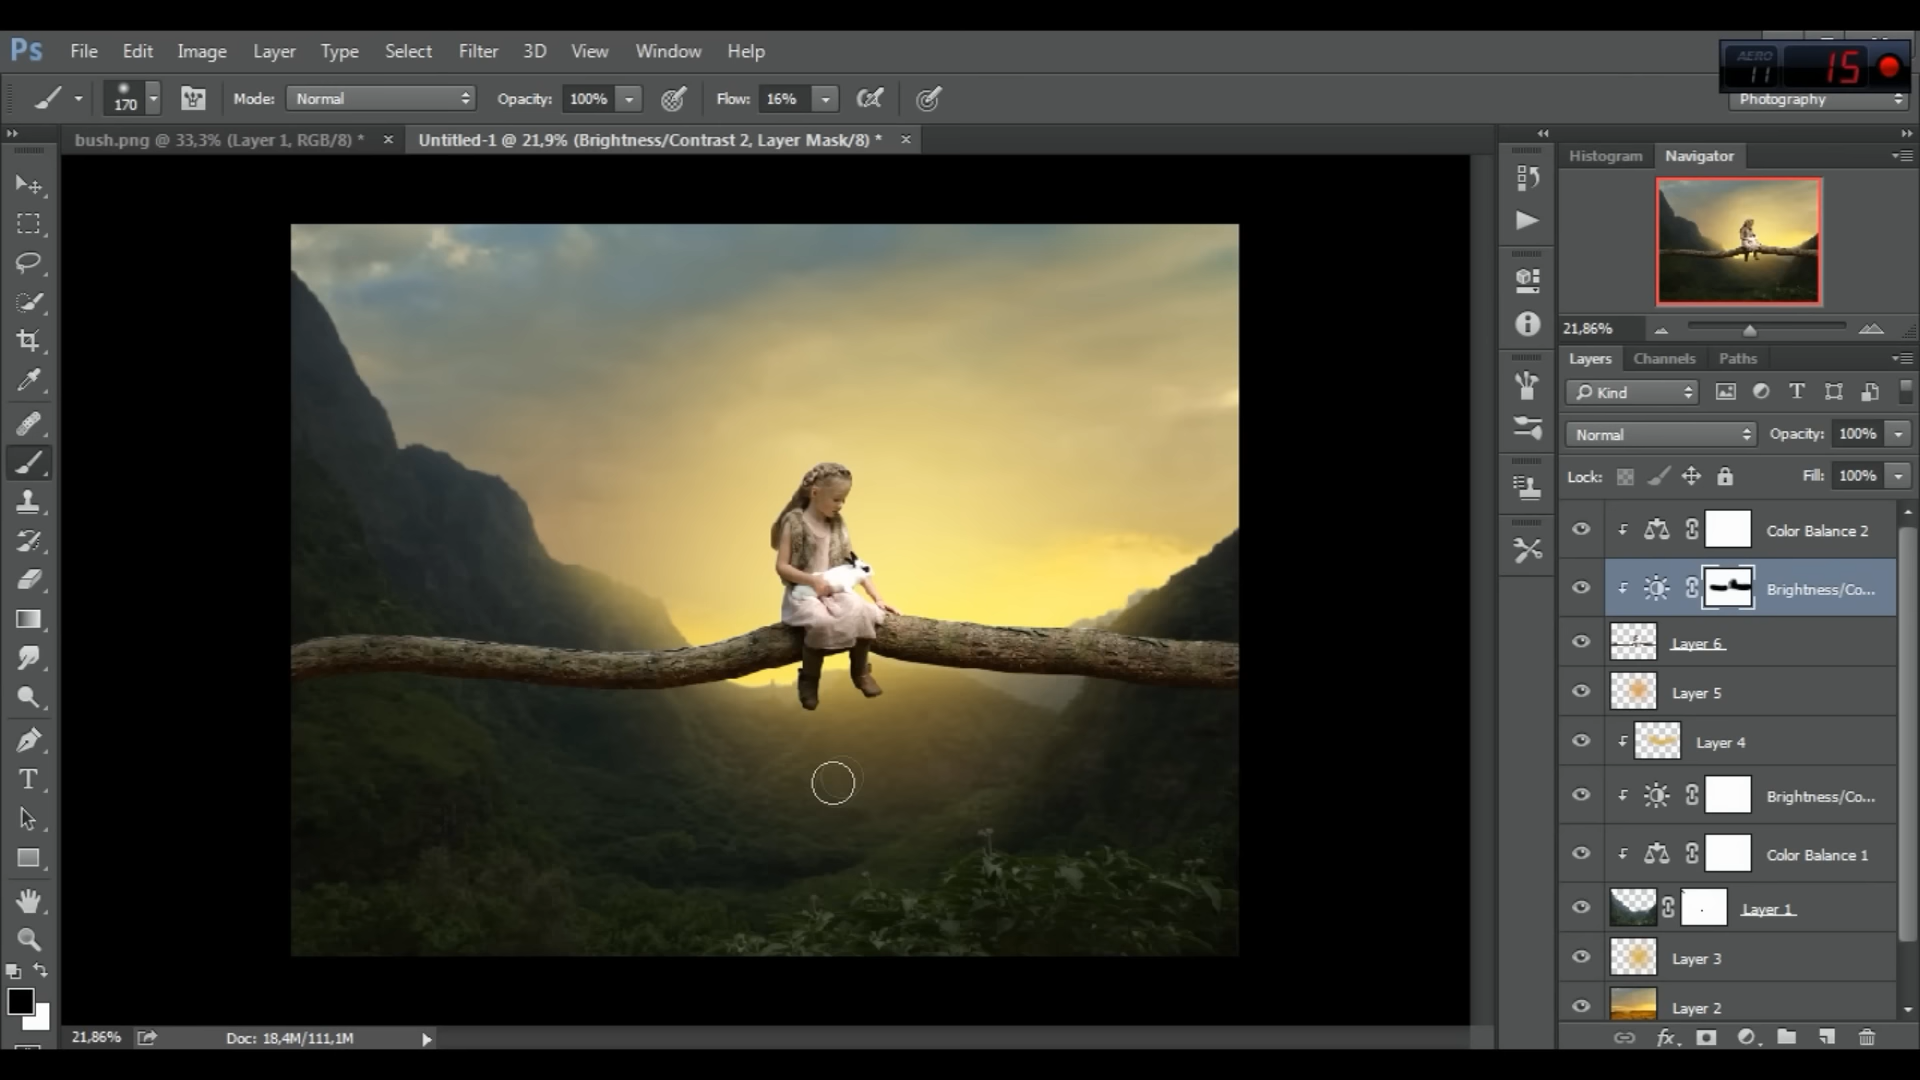 Ps File Edit Image Layer Type Select Filter 3D View Window Help
AERO 11 15
170 Mode: Normal Opacity: 100% Flow: 16%
Photography
bush.png @ 33,3% (Layer 1, RGB/8) * Untitled-1 @ 21,9% (Brightness/Contrast 2, Layer Mask/8) *
Histogram Navigator
21,86%
Layers Channels Paths
Kind
Normal Opacity: 100%
Lock: Fill: 100%
Color Balance 2
Brightness/Co...
Layer 6
Layer 5
Layer 4
Brightness/Co...
Color Balance 1
Layer 1
Layer 3
Layer 2
21,86% Doc: 18,4M/111,1M
fx